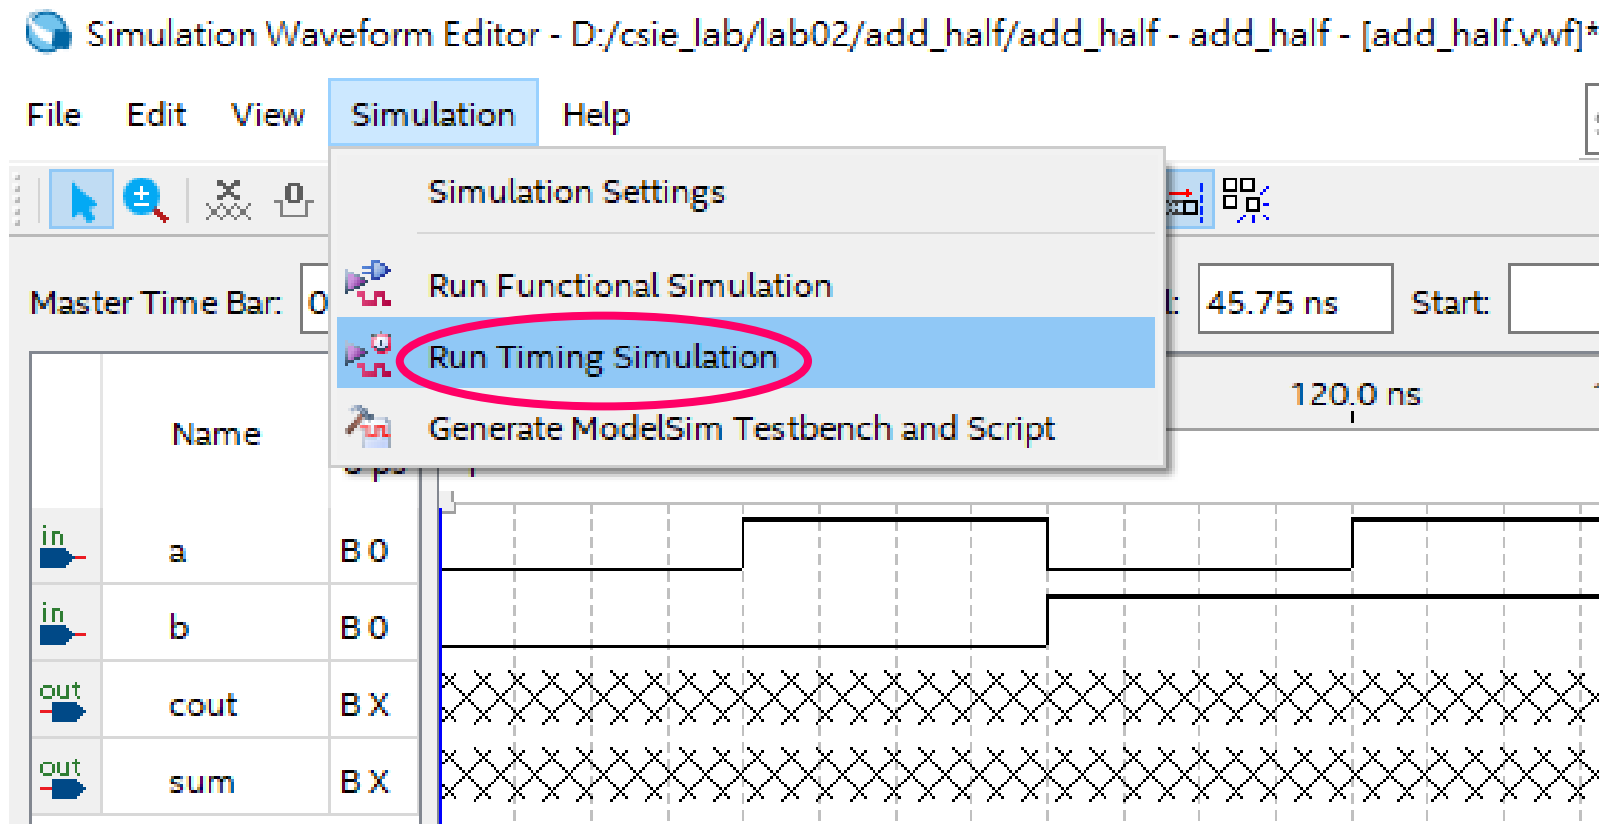 Simulation Waveform Editor - D:/csie_lab/lab02/add_half/add_half - add_half - [add_half.vwf]*
File Edit View Simulation Help
Simulation Settings
Run Functional Simulation
Run Timing Simulation
Generate ModelSim Testbench and Script
Master Time Bar: 0
45.75 ns Start:
120.0 ns
Name
in a B 0
in b B 0
out cout B X
out sum B X